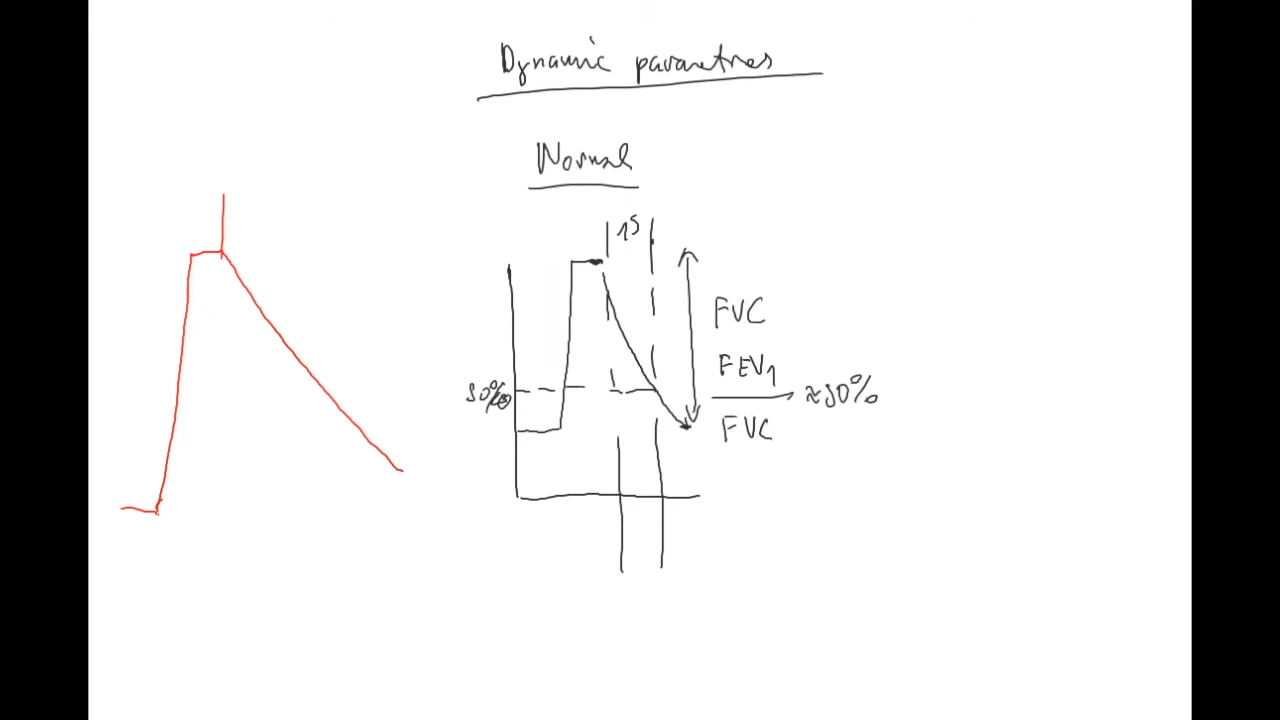 Dynamic parametres
Normal
1s
FVC
FEV1
≈80%
80%
FVC